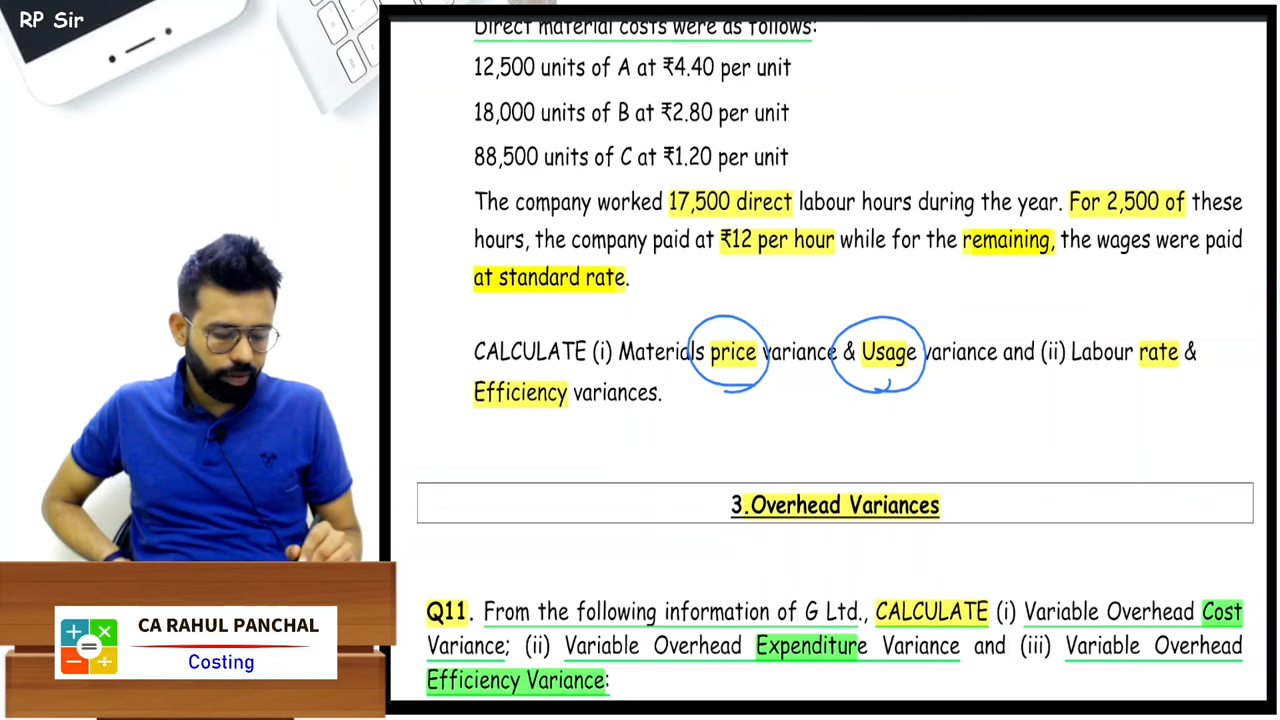 RP Sir
Direct material costs were as follows:
12,500 units of A at ₹4.40 per unit
18,000 units of B at ₹2.80 per unit
88,500 units of C at ₹1.20 per unit
The company worked 17,500 direct labour hours during the year. For 2,500 of these
hours, the company paid at ₹12 per hour while for the remaining, the wages were paid
at standard rate.
CALCULATE (i) Materials price variance & Usage variance and (ii) Labour rate &
Efficiency variances.
3.Overhead Variances
Q11. From the following information of G Ltd., CALCULATE (i) Variable Overhead Cost
Variance; (ii) Variable Overhead Expenditure Variance and (iii) Variable Overhead
Efficiency Variance:
CA RAHUL PANCHAL
Costing